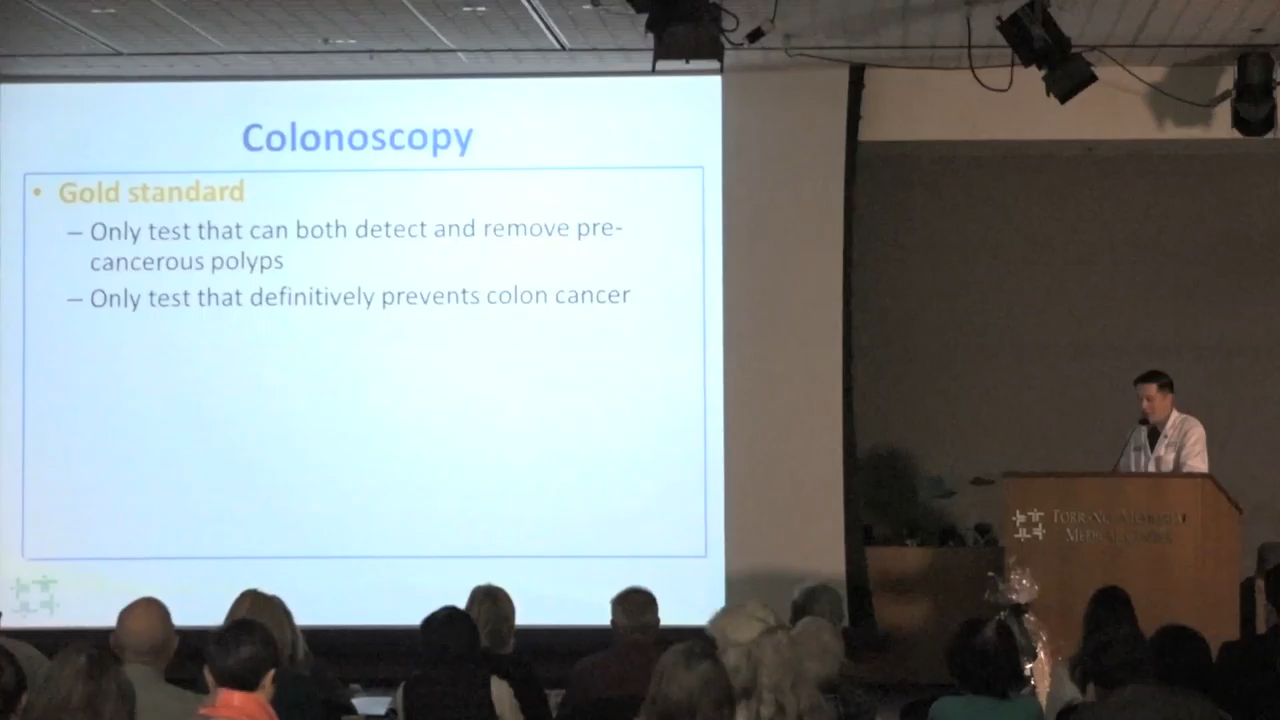 Colonoscopy
• Gold standard
– Only test that can both detect and remove pre-
cancerous polyps
– Only test that definitively prevents colon cancer
TORRANCE MEMORIAL
MEDICAL CENTER